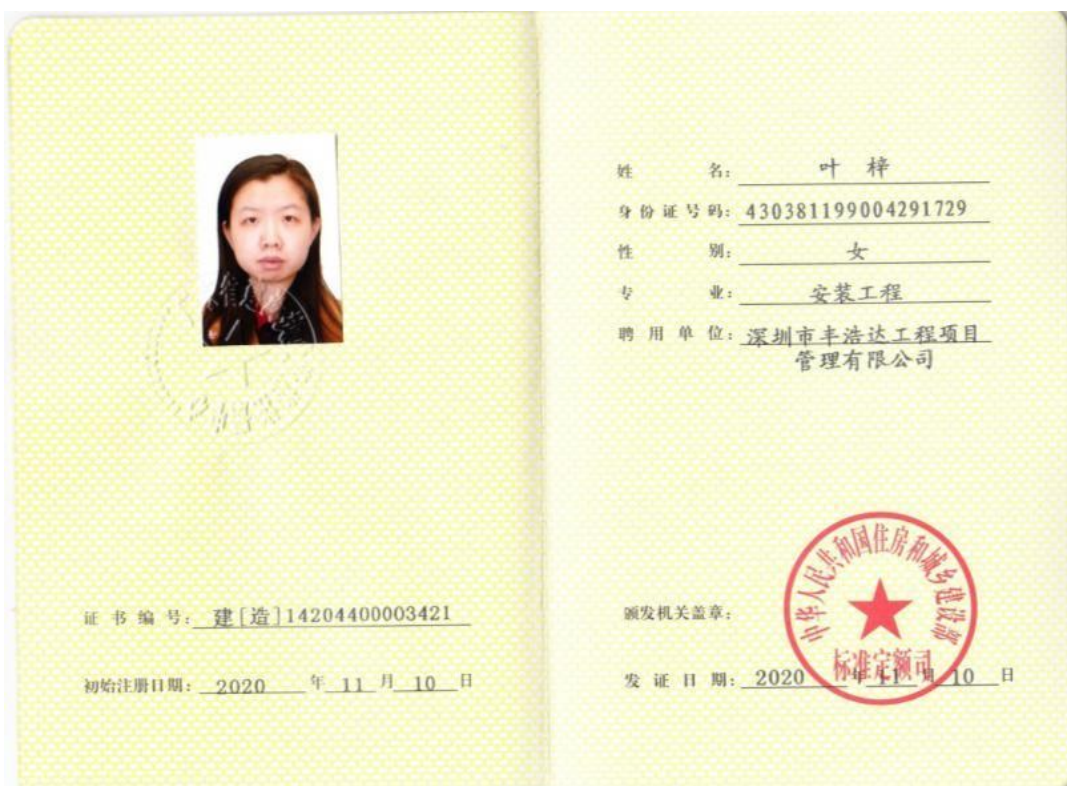 证书编号: 建[造]14204400003421
初始注册日期: 2020 年 11 月 10 日
姓名: 叶梓
身份证号码: 430381199004291729
性别: 女
专业: 安装工程
聘用单位: 深圳市丰浩达工程项目
管理有限公司
颁发机关盖章:
中华人民共和国住房和城乡建设部
标准定额司
发证日期: 2020 年 11 月 10 日